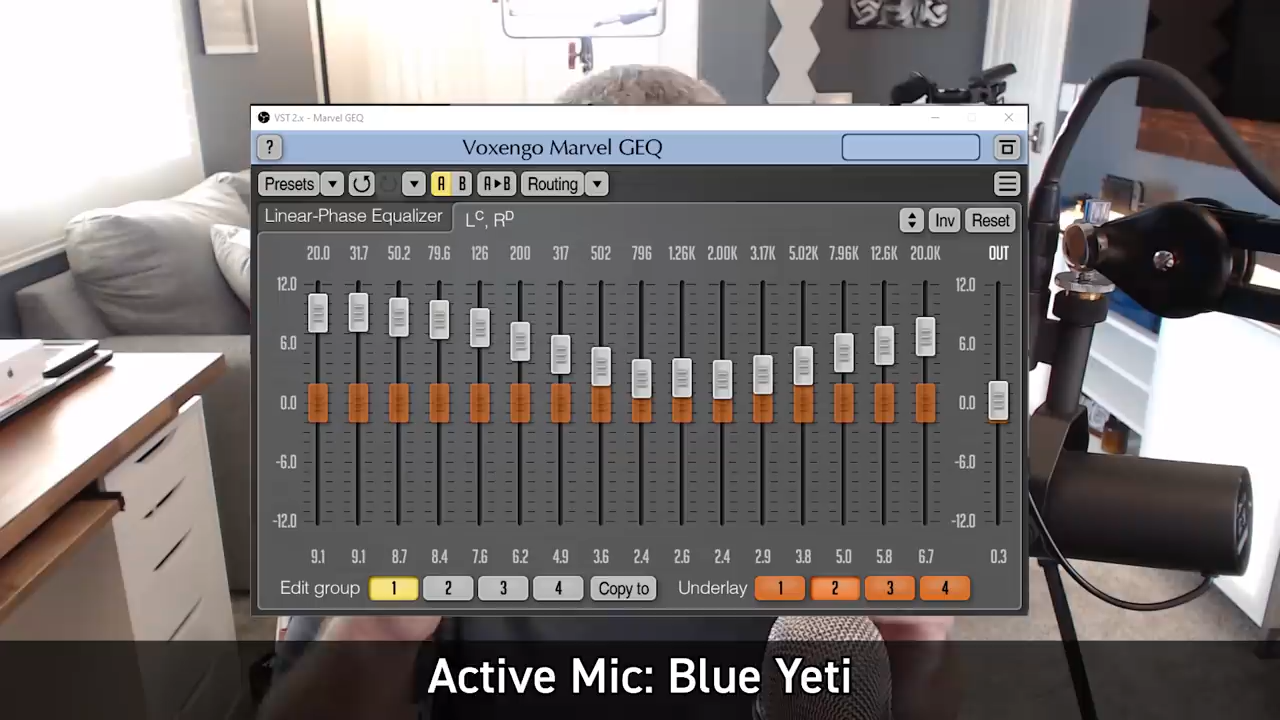 VST 2.x - Marvel GEQ
? Voxengo Marvel GEQ
Presets A B A▸B Routing
Linear-Phase Equalizer Lᶜ, Rᴰ Inv Reset
20.0 31.7 50.2 79.6 126 200 317 502 796 1.26K 2.00K 3.17K 5.02K 7.96K 12.6K 20.0K OUT
12.0 12.0
6.0 6.0
0.0 0.0
-6.0 -6.0
-12.0 -12.0
9.1 9.1 8.7 8.4 7.6 6.2 4.9 3.6 2.4 2.6 2.4 2.9 3.8 5.0 5.8 6.7 0.3
Edit group 1 2 3 4 Copy to Underlay 1 2 3 4
Active Mic: Blue Yeti